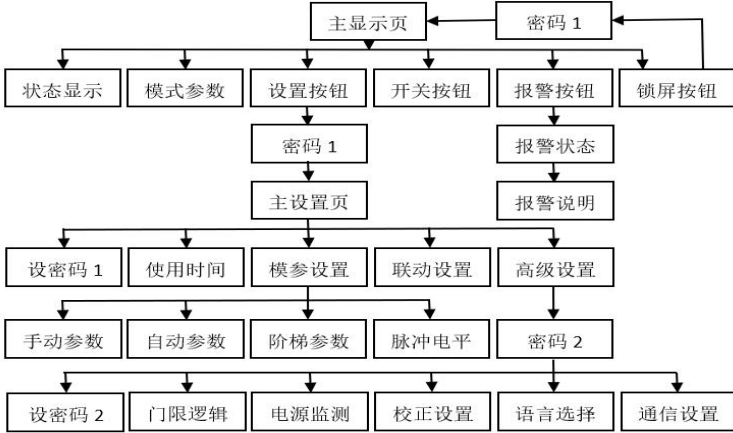 主显示页 密码 1
状态显示 模式参数 设置按钮 开关按钮 报警按钮 锁屏按钮
密码 1 报警状态
主设置页 报警说明
设密码 1 使用时间 模参设置 联动设置 高级设置
手动参数 自动参数 阶梯参数 脉冲电平 密码 2
设密码 2 门限逻辑 电源监测 校正设置 语言选择 通信设置